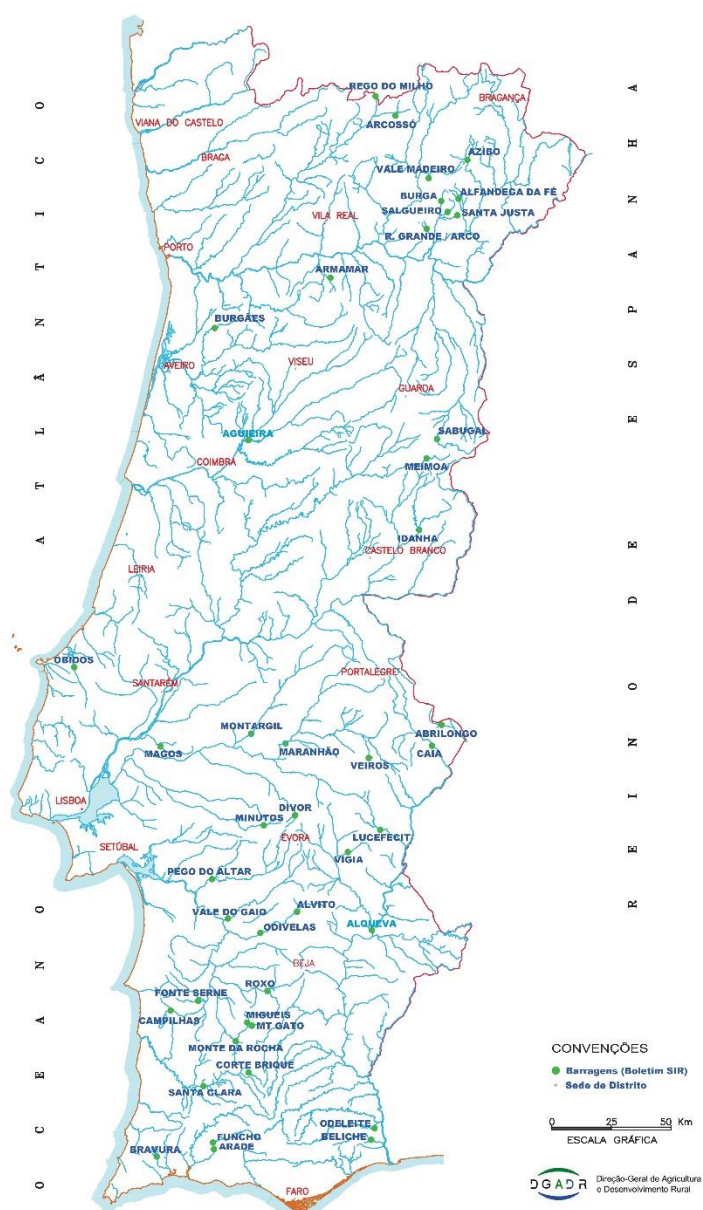 OCEANO ATLÂNTICO
REINO DE ESPANHA
REGO DO MILHO
BRAGANÇA
VIANA DO CASTELO
ARCOSSÓ
BRAGA
AZIBO
VALE MADEIRO
BURGA
ALFANDEGA DA FÉ
SALGUEIRO
SANTA JUSTA
VILA REAL
R. GRANDE / ARCO
PORTO
ARMAMAR
BURGÃES
AVEIRO
VISEU
GUARDA
AGUIEIRA
SABUGAL
COIMBRA
MEIMOA
IDANHA
CASTELO BRANCO
LEIRIA
OBIDOS
SANTARÉM
PORTALEGRE
MONTARGIL
ABRILONGO
MAGOS
MARANHÃO
CAIA
VEIROS
LISBOA
DIVOR
MINUTOS
LUCEFECIT
ÉVORA
SETÚBAL
VIGIA
PEGO DO ALTAR
VALE DO GAIO
ALVITO
ODIVELAS
ALQUEVA
BEJA
ROXO
FONTE SERNE
CAMPILHAS
MIGUEIS
MT GATO
MONTE DA ROCHA
CORTE BRIQUE
SANTA CLARA
ODELEITE
BELICHE
FUNCHO
ARADE
BRAVURA
FARO
CONVENÇÕES
Barragens (Boletim SIR)
Sede de Distrito
0 25 50 Km
ESCALA GRÁFICA
DGADR
Direção-Geral de Agricultura
e Desenvolvimento Rural